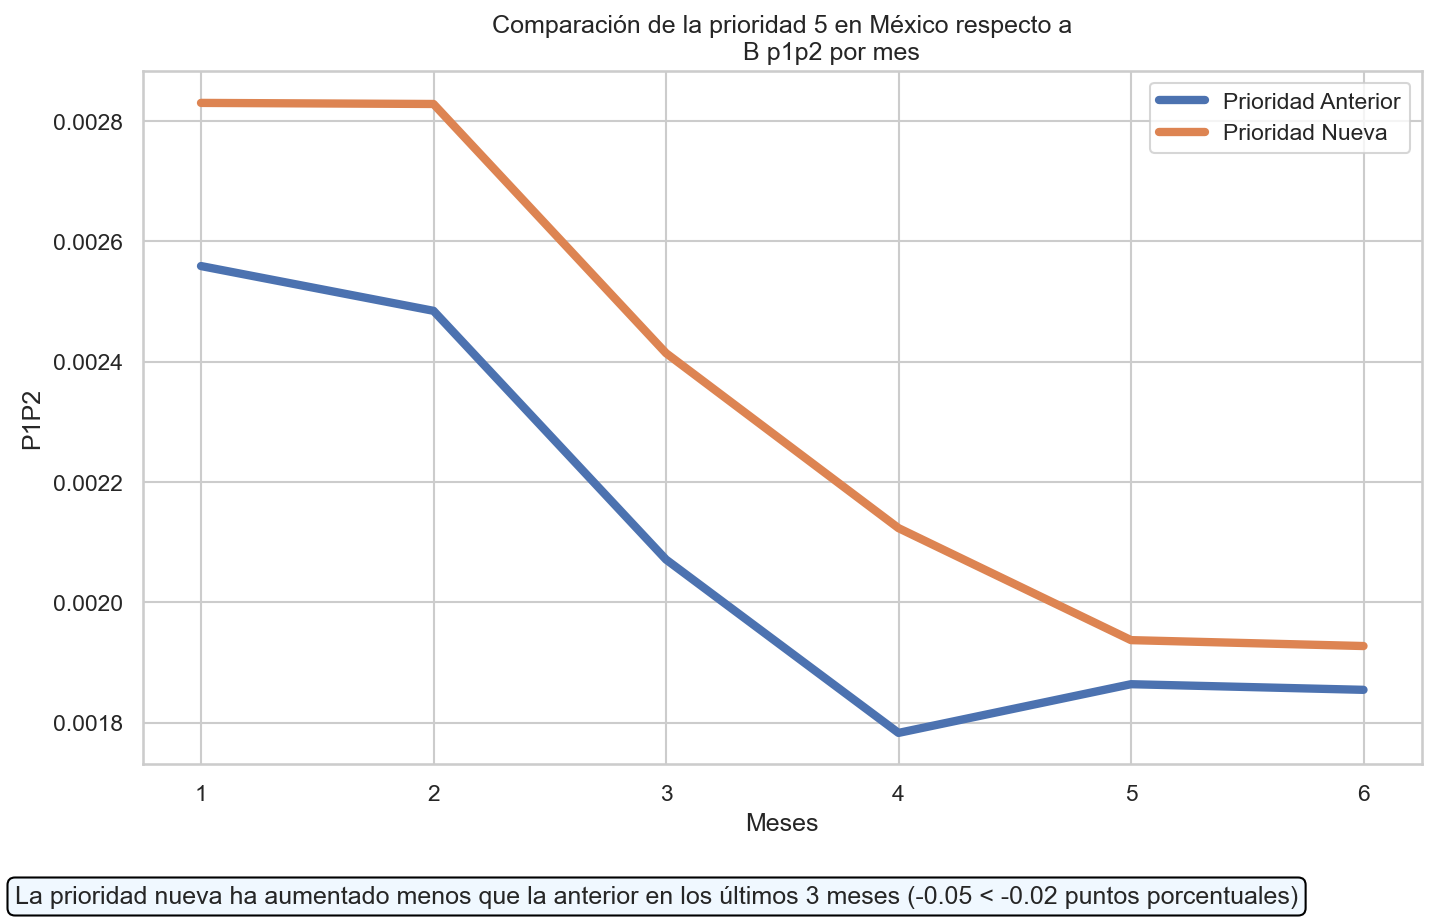 Comparación de la prioridad 5 en México respecto a
B p1p2 por mes
Prioridad Anterior
Prioridad Nueva
0.0028
0.0026
0.0024
0.0022
0.0020
0.0018
P1P2
1 2 3 4 5 6
Meses
La prioridad nueva ha aumentado menos que la anterior en los últimos 3 meses (-0.05 < -0.02 puntos porcentuales)